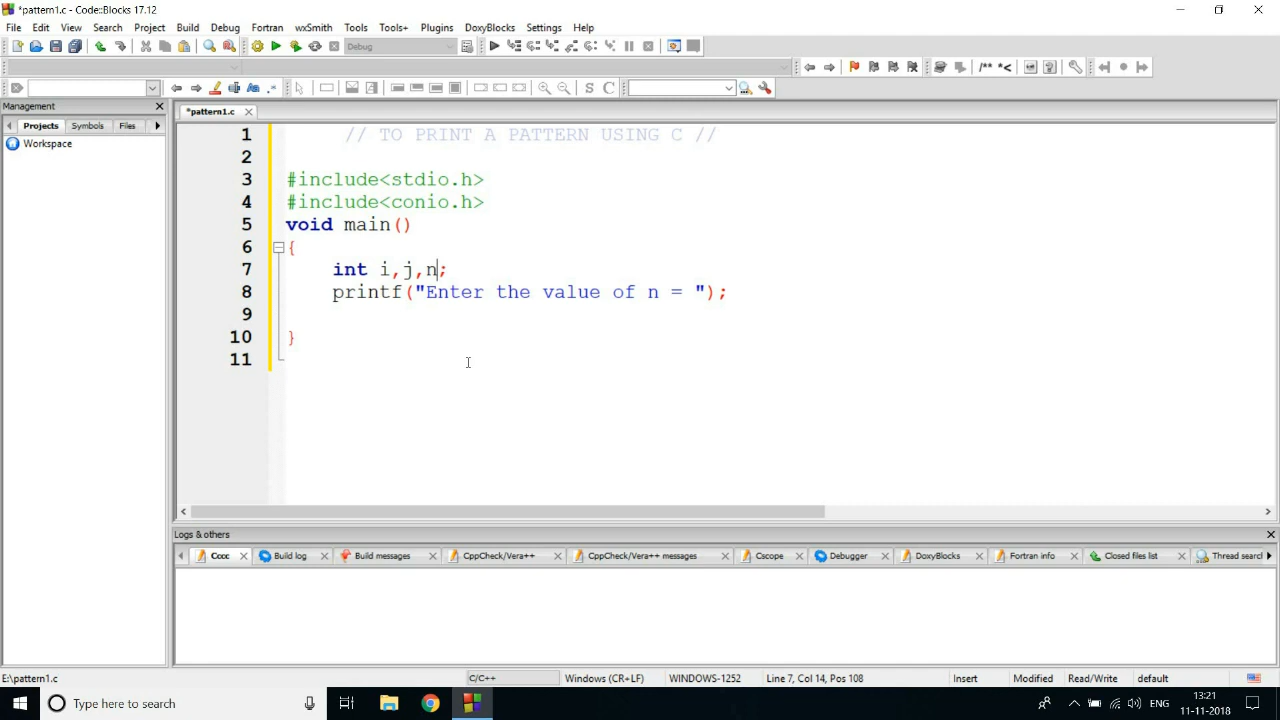 *pattern1.c - Code::Blocks 17.12
File Edit View Search Project Build Debug Fortran wxSmith Tools Tools+ Plugins DoxyBlocks Settings Help
Debug
/** *<
S C
Management
Projects Symbols Files
Workspace
*pattern1.c
1 // TO PRINT A PATTERN USING C //
2
3 #include<stdio.h>
4 #include<conio.h>
5 void main()
6 {
7 int i,j,n;
8 printf("Enter the value of n = ");
9
10 }
11
Logs & others
Cccc Build log Build messages CppCheck/Vera++ CppCheck/Vera++ messages Cscope Debugger DoxyBlocks Fortran info Closed files list Thread searc
E:\pattern1.c C/C++ Windows (CR+LF) WINDOWS-1252 Line 7, Col 14, Pos 108 Insert Modified Read/Write default
Type here to search ENG 13:21
11-11-2018